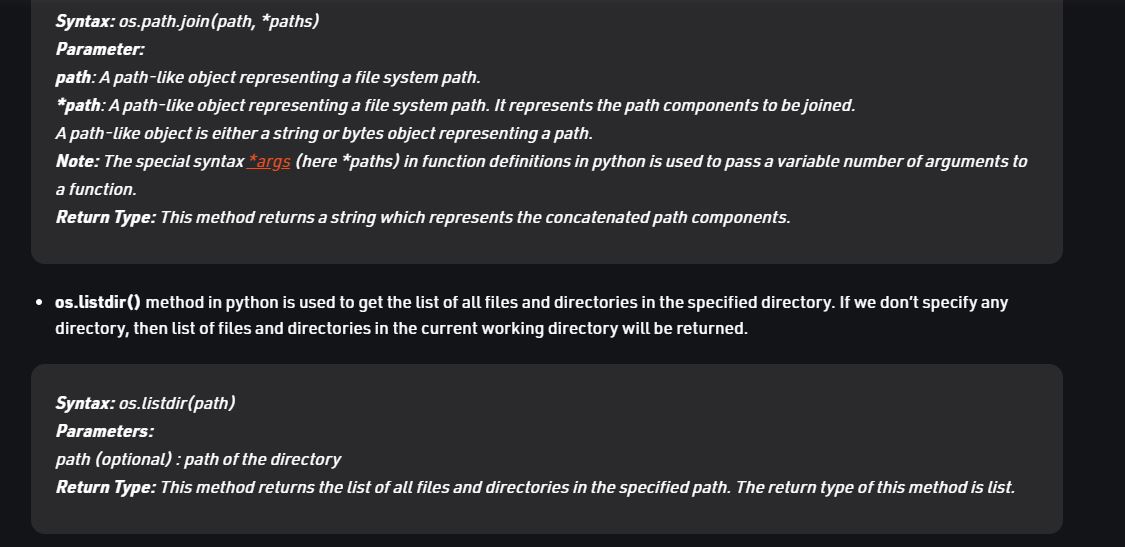 Syntax: os.path.join(path, *paths)
Parameter:
path: A path-like object representing a file system path.
*path: A path-like object representing a file system path. It represents the path components to be joined.
A path-like object is either a string or bytes object representing a path.
Note: The special syntax *args (here *paths) in function definitions in python is used to pass a variable number of arguments to
a function.
Return Type: This method returns a string which represents the concatenated path components.
• os.listdir() method in python is used to get the list of all files and directories in the specified directory. If we don’t specify any
directory, then list of files and directories in the current working directory will be returned.
Syntax: os.listdir(path)
Parameters:
path (optional) : path of the directory
Return Type: This method returns the list of all files and directories in the specified path. The return type of this method is list.